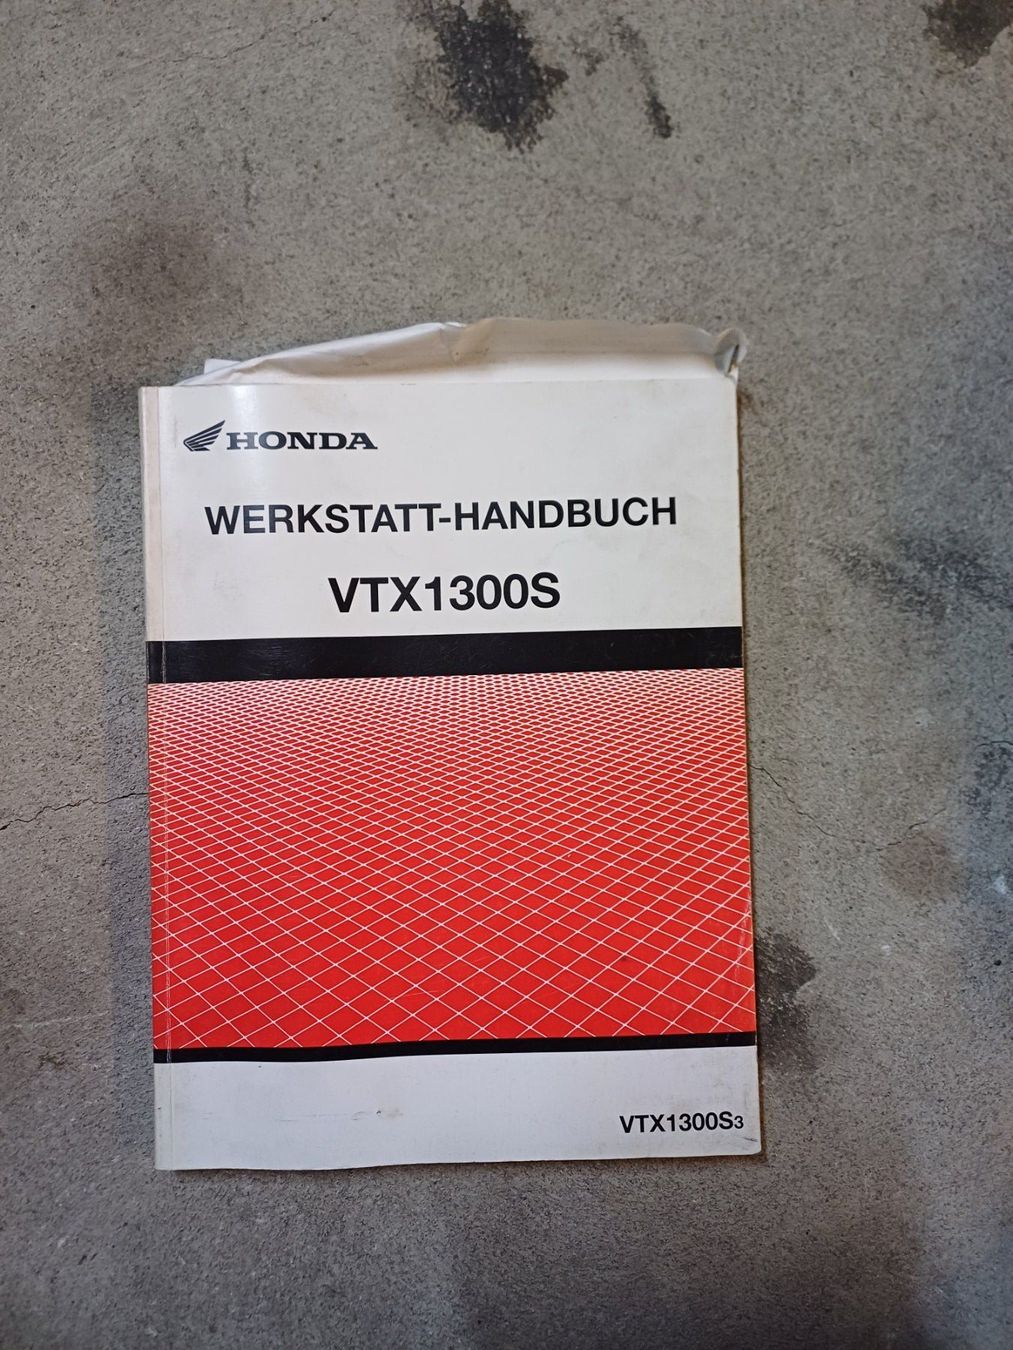 HONDA
WERKSTATT-HANDBUCH
VTX1300S
VTX1300S3